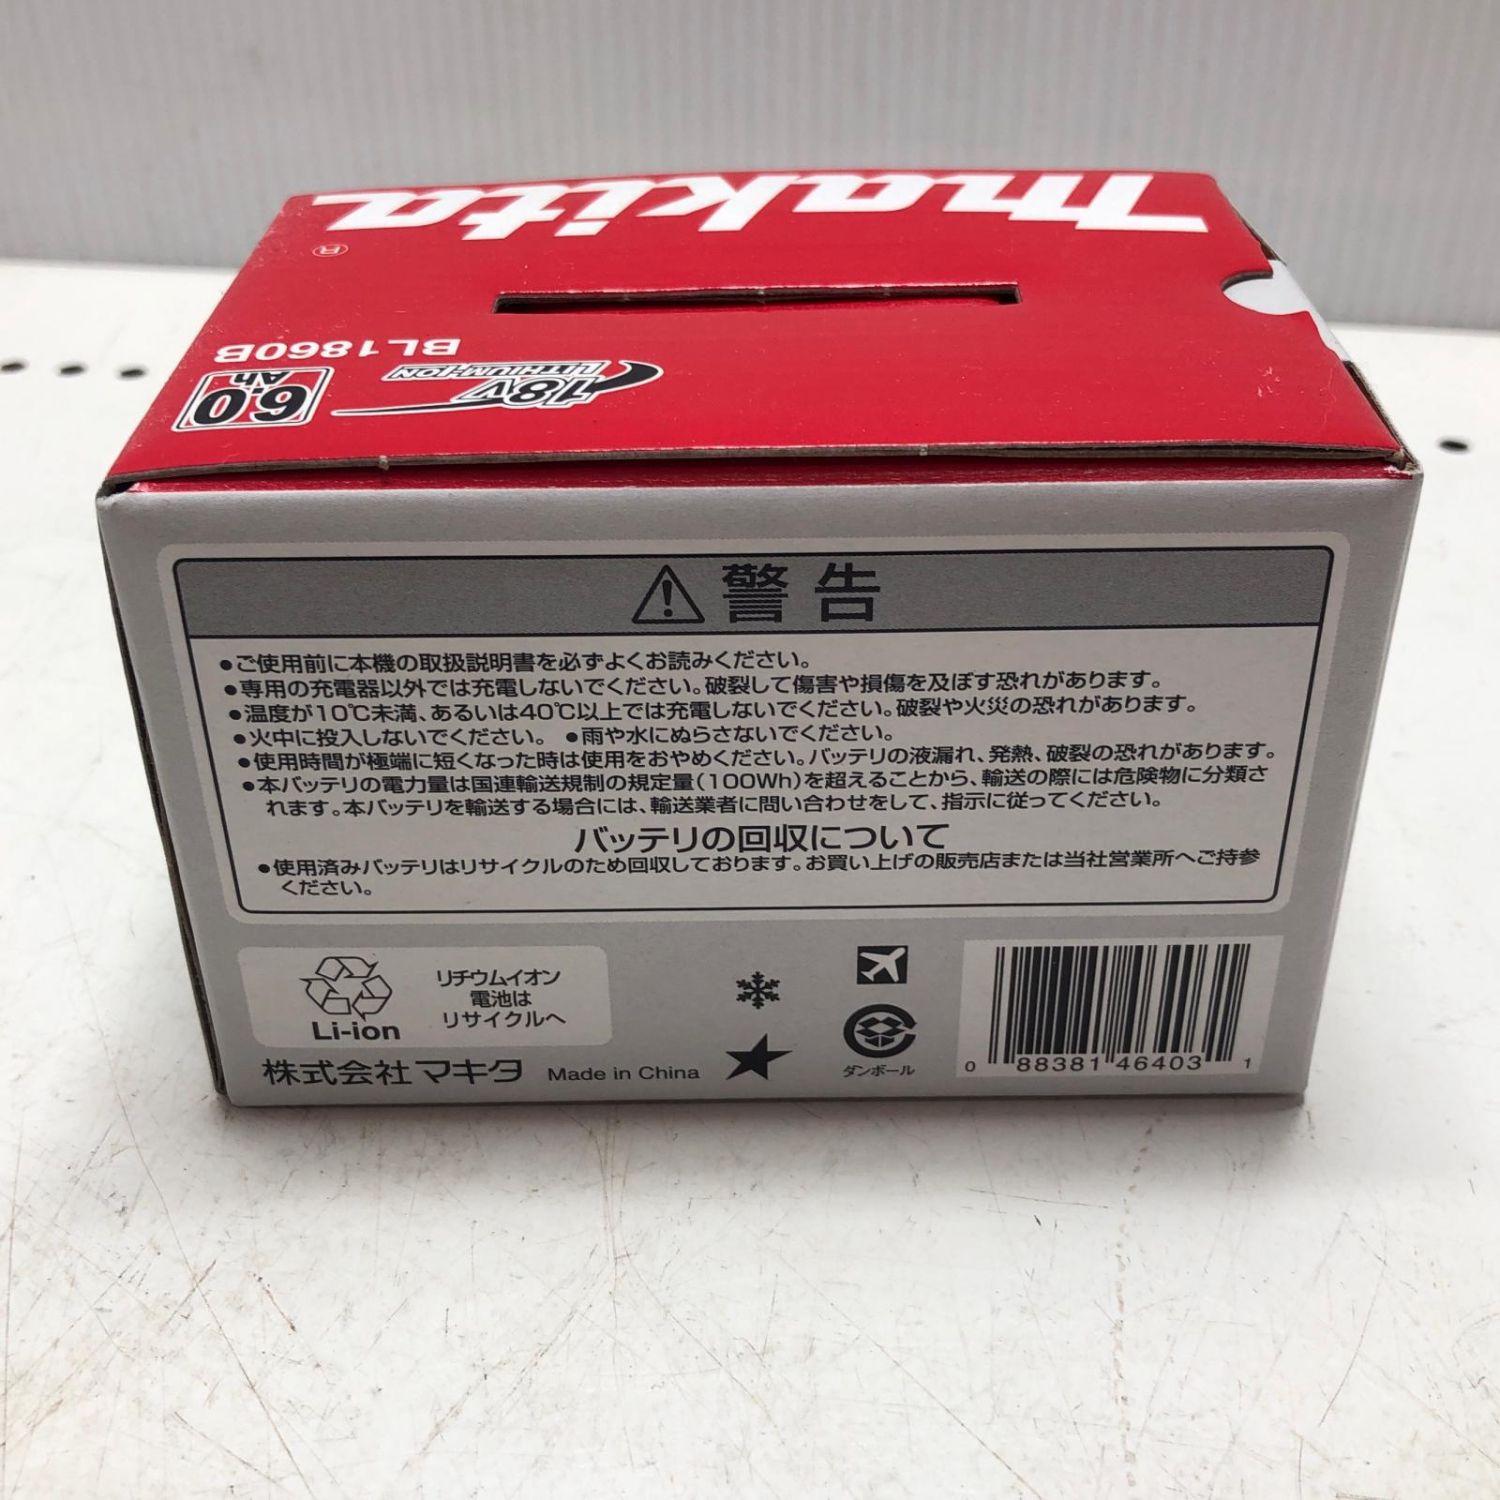 makita®
BL1860B
18V LITHIUM-ION
6.0 Ah
警告
●ご使用前に本機の取扱説明書を必ずよくお読みください。
●専用の充電器以外では充電しないでください。破裂して傷害や損傷を及ぼす恐れがあります。
●温度が10℃未満、あるいは40℃以上では充電しないでください。破裂や火災の恐れがあります。
●火中に投入しないでください。 ●雨や水にぬらさないでください。
●使用時間が極端に短くなった時は使用をおやめください。バッテリの液漏れ、発熱、破裂の恐れがあります。
●本バッテリの電力量は国連輸送規制の規定量(100Wh)を超えることから、輸送の際には危険物に分類さ
れます。本バッテリを輸送する場合には、輸送業者に問い合わせをして、指示に従ってください。
バッテリの回収について
●使用済みバッテリはリサイクルのため回収しております。お買い上げの販売店または当社営業所へご持参
ください。
Li-ion
リチウムイオン
電池は
リサイクルへ
株式会社マキタ Made in China
ダンボール
0 88381 46403 1